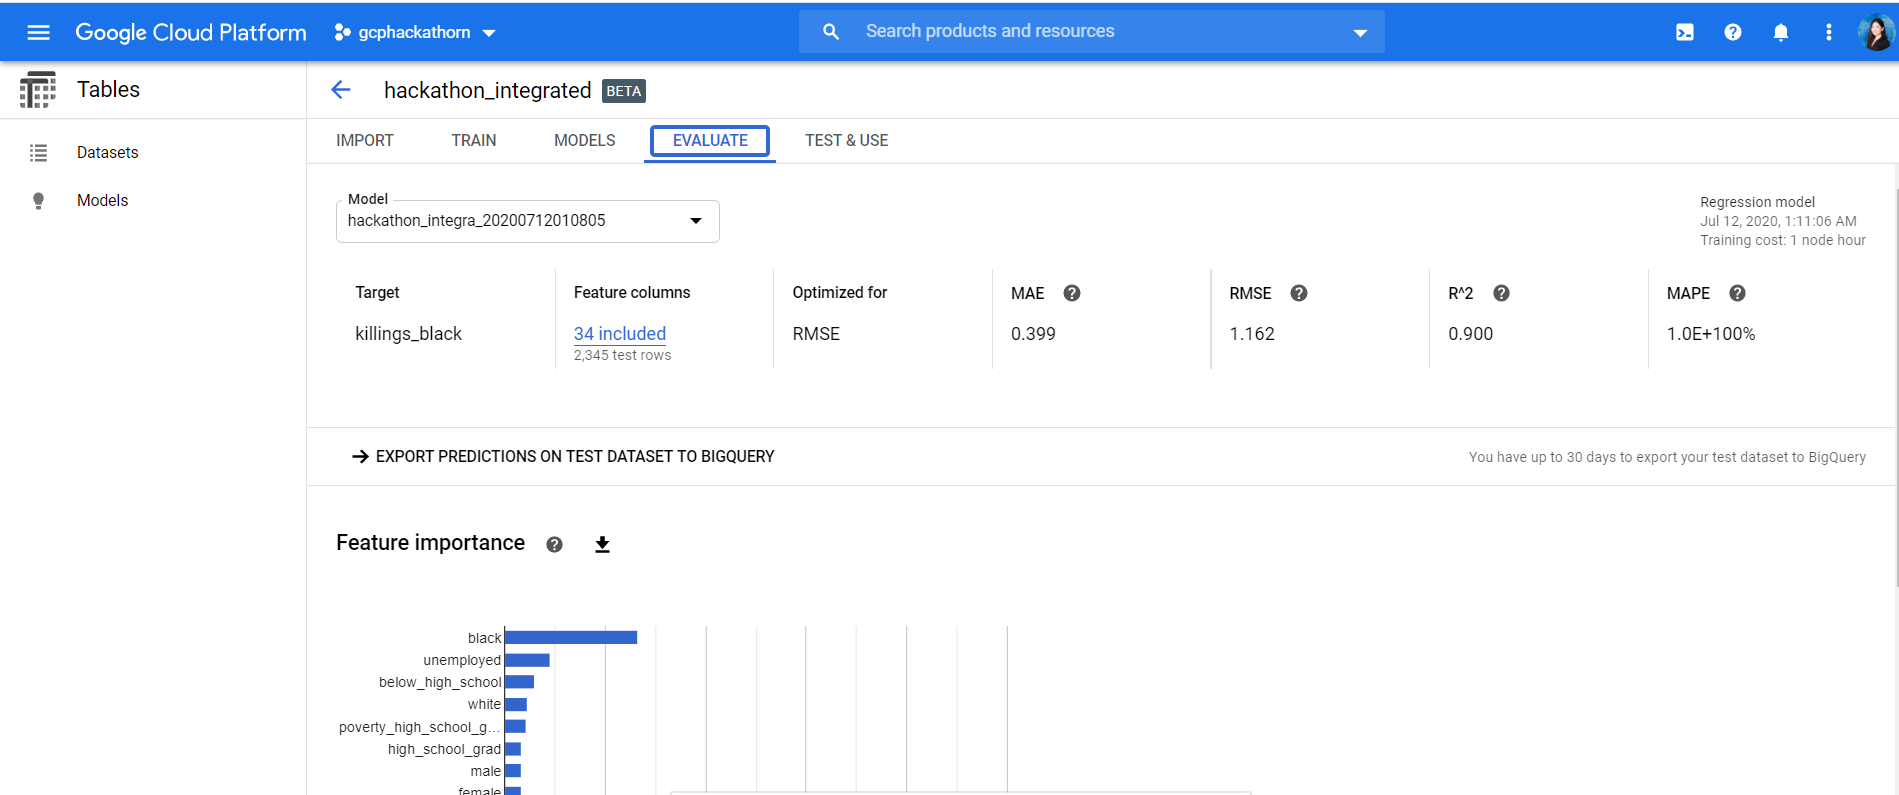 Google Cloud Platform gcphackathorn Search products and resources
Tables hackathon_integrated BETA
IMPORT TRAIN MODELS EVALUATE TEST & USE
Datasets
Models
Model
hackathon_integra_20200712010805
Regression model
Jul 12, 2020, 1:11:06 AM
Training cost: 1 node hour
Target Feature columns Optimized for MAE RMSE R^2 MAPE
killings_black 34 included RMSE 0.399 1.162 0.900 1.0E+100%
2,345 test rows
EXPORT PREDICTIONS ON TEST DATASET TO BIGQUERY You have up to 30 days to export your test dataset to BigQuery
Feature importance
black
unemployed
below_high_school
white
poverty_high_school_g...
high_school_grad
male
female